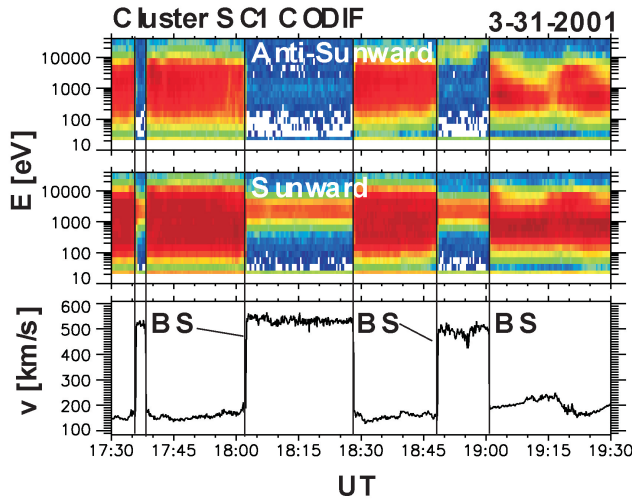 Cluster SC1 CODIF 3-31-2001
Anti-Sunward
10000
1000
100
10
E [eV]
Sunward
10000
1000
100
10
600
500
400
300
200
100
v [km/s]
BS BS BS
17:30 17:45 18:00 18:15 18:30 18:45 19:00 19:15 19:30
UT